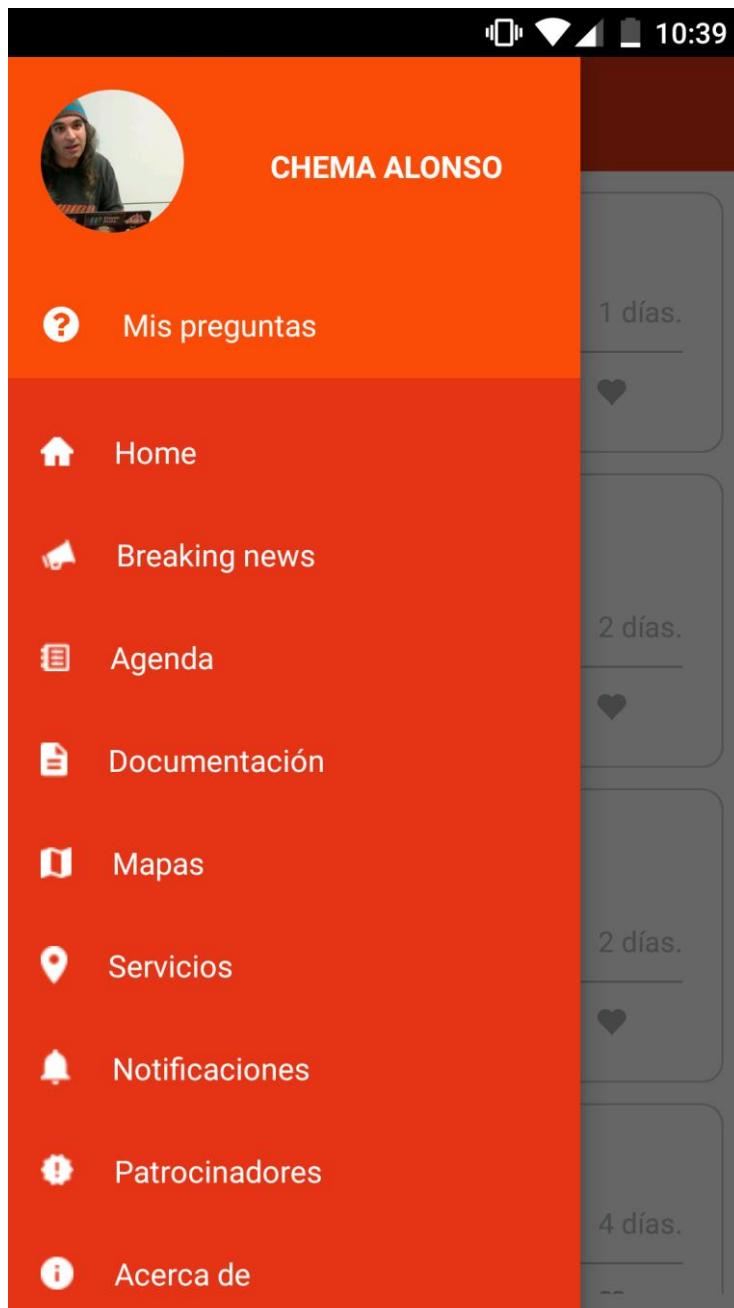 10:39
CHEMA ALONSO
Mis preguntas
1 días.
Home
Breaking news
2 días.
Agenda
Documentación
Mapas
2 días.
Servicios
Notificaciones
Patrocinadores
4 días.
Acerca de